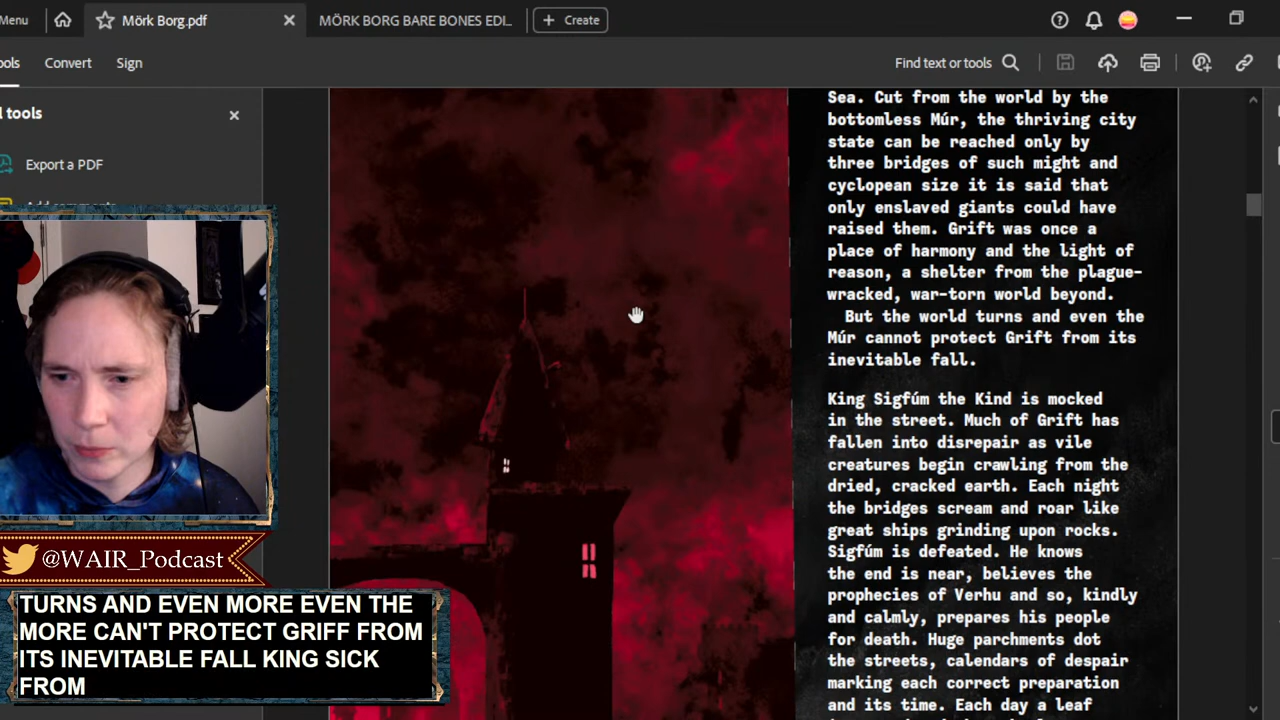 Menu
Mörk Borg.pdf
MÖRK BORG BARE BONES EDI...
Create
ols
Convert
Sign
Find text or tools
l tools
Export a PDF
Add comments
Sea. Cut from the world by the
bottomless Múr, the thriving city
state can be reached only by
three bridges of such might and
cyclopean size it is said that
only enslaved giants could have
raised them. Grift was once a
place of harmony and the light of
reason, a shelter from the plague-
wracked, war-torn world beyond.
But the world turns and even the
Múr cannot protect Grift from its
inevitable fall.
King Sigfúm the Kind is mocked
in the street. Much of Grift has
fallen into disrepair as vile
creatures begin crawling from the
dried, cracked earth. Each night
the bridges scream and roar like
great ships grinding upon rocks.
Sigfúm is defeated. He knows
the end is near, believes the
prophecies of Verhu and so, kindly
and calmly, prepares his people
for death. Huge parchments dot
the streets, calendars of despair
marking each correct preparation
and its time. Each day a leaf
@WAIR_Podcast
TURNS AND EVEN MORE EVEN THE
MORE CAN'T PROTECT GRIFF FROM
ITS INEVITABLE FALL KING SICK
FROM